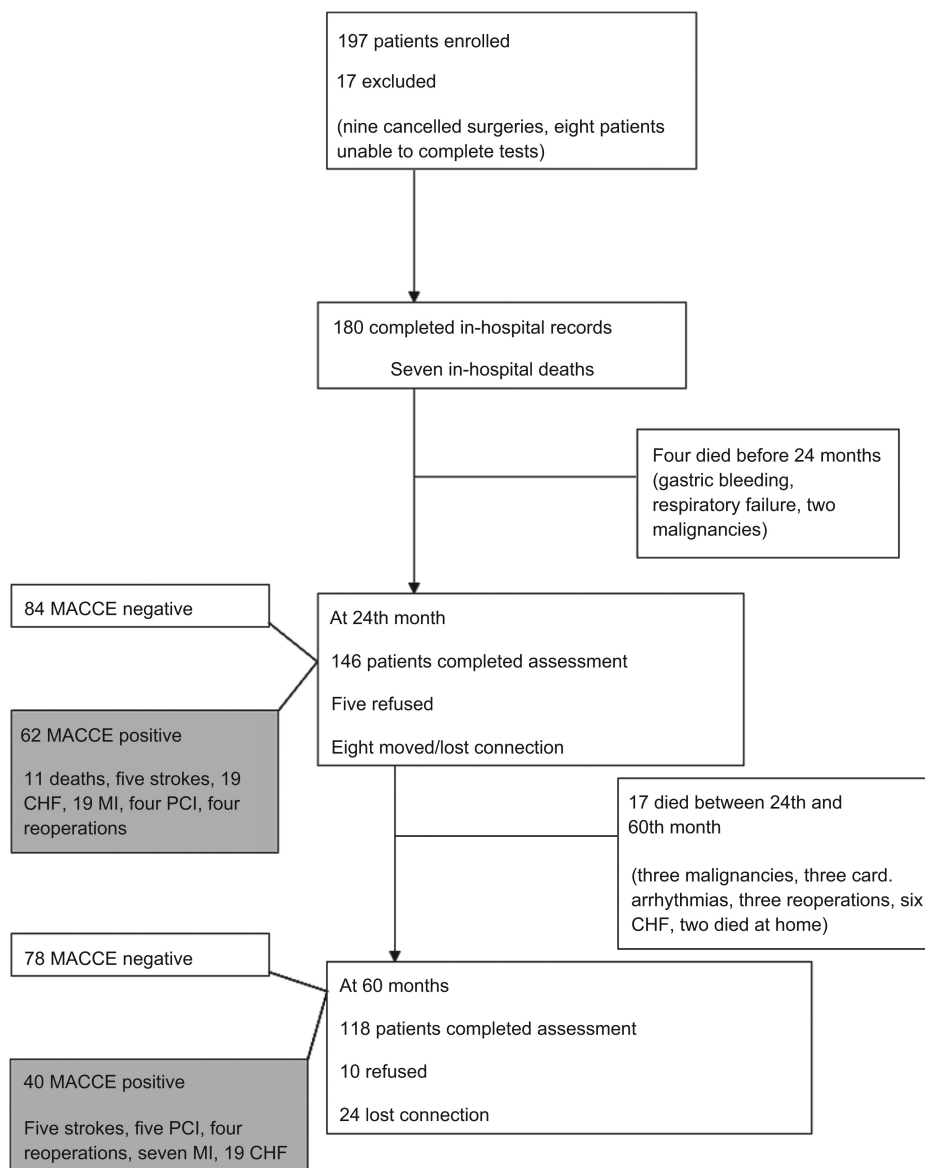 197 patients enrolled
17 excluded
(nine cancelled surgeries, eight patients
unable to complete tests)
180 completed in-hospital records
Seven in-hospital deaths
Four died before 24 months
(gastric bleeding,
respiratory failure, two
malignancies)
84 MACCE negative
At 24th month
146 patients completed assessment
Five refused
Eight moved/lost connection
62 MACCE positive
11 deaths, five strokes, 19
CHF, 19 MI, four PCI, four
reoperations
17 died between 24th and
60th month
(three malignancies, three card.
arrhythmias, three reoperations, six
CHF, two died at home)
78 MACCE negative
At 60 months
118 patients completed assessment
10 refused
24 lost connection
40 MACCE positive
Five strokes, five PCI, four
reoperations, seven MI, 19 CHF